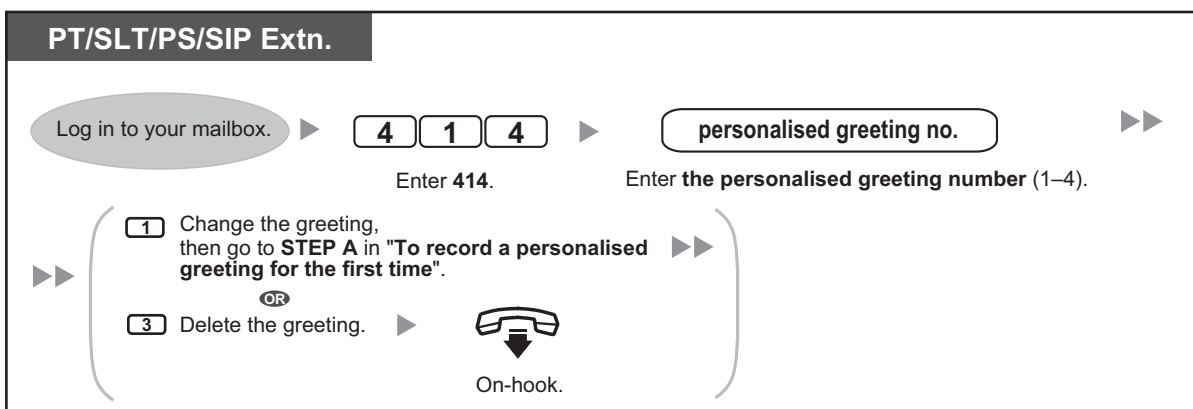 PT/SLT/PS/SIP Extn.
Log in to your mailbox.
4 1 4
personalised greeting no.
Enter 414.
Enter the personalised greeting number (1–4).
1 Change the greeting,
then go to STEP A in "To record a personalised
greeting for the first time".
OR
3 Delete the greeting.
On-hook.